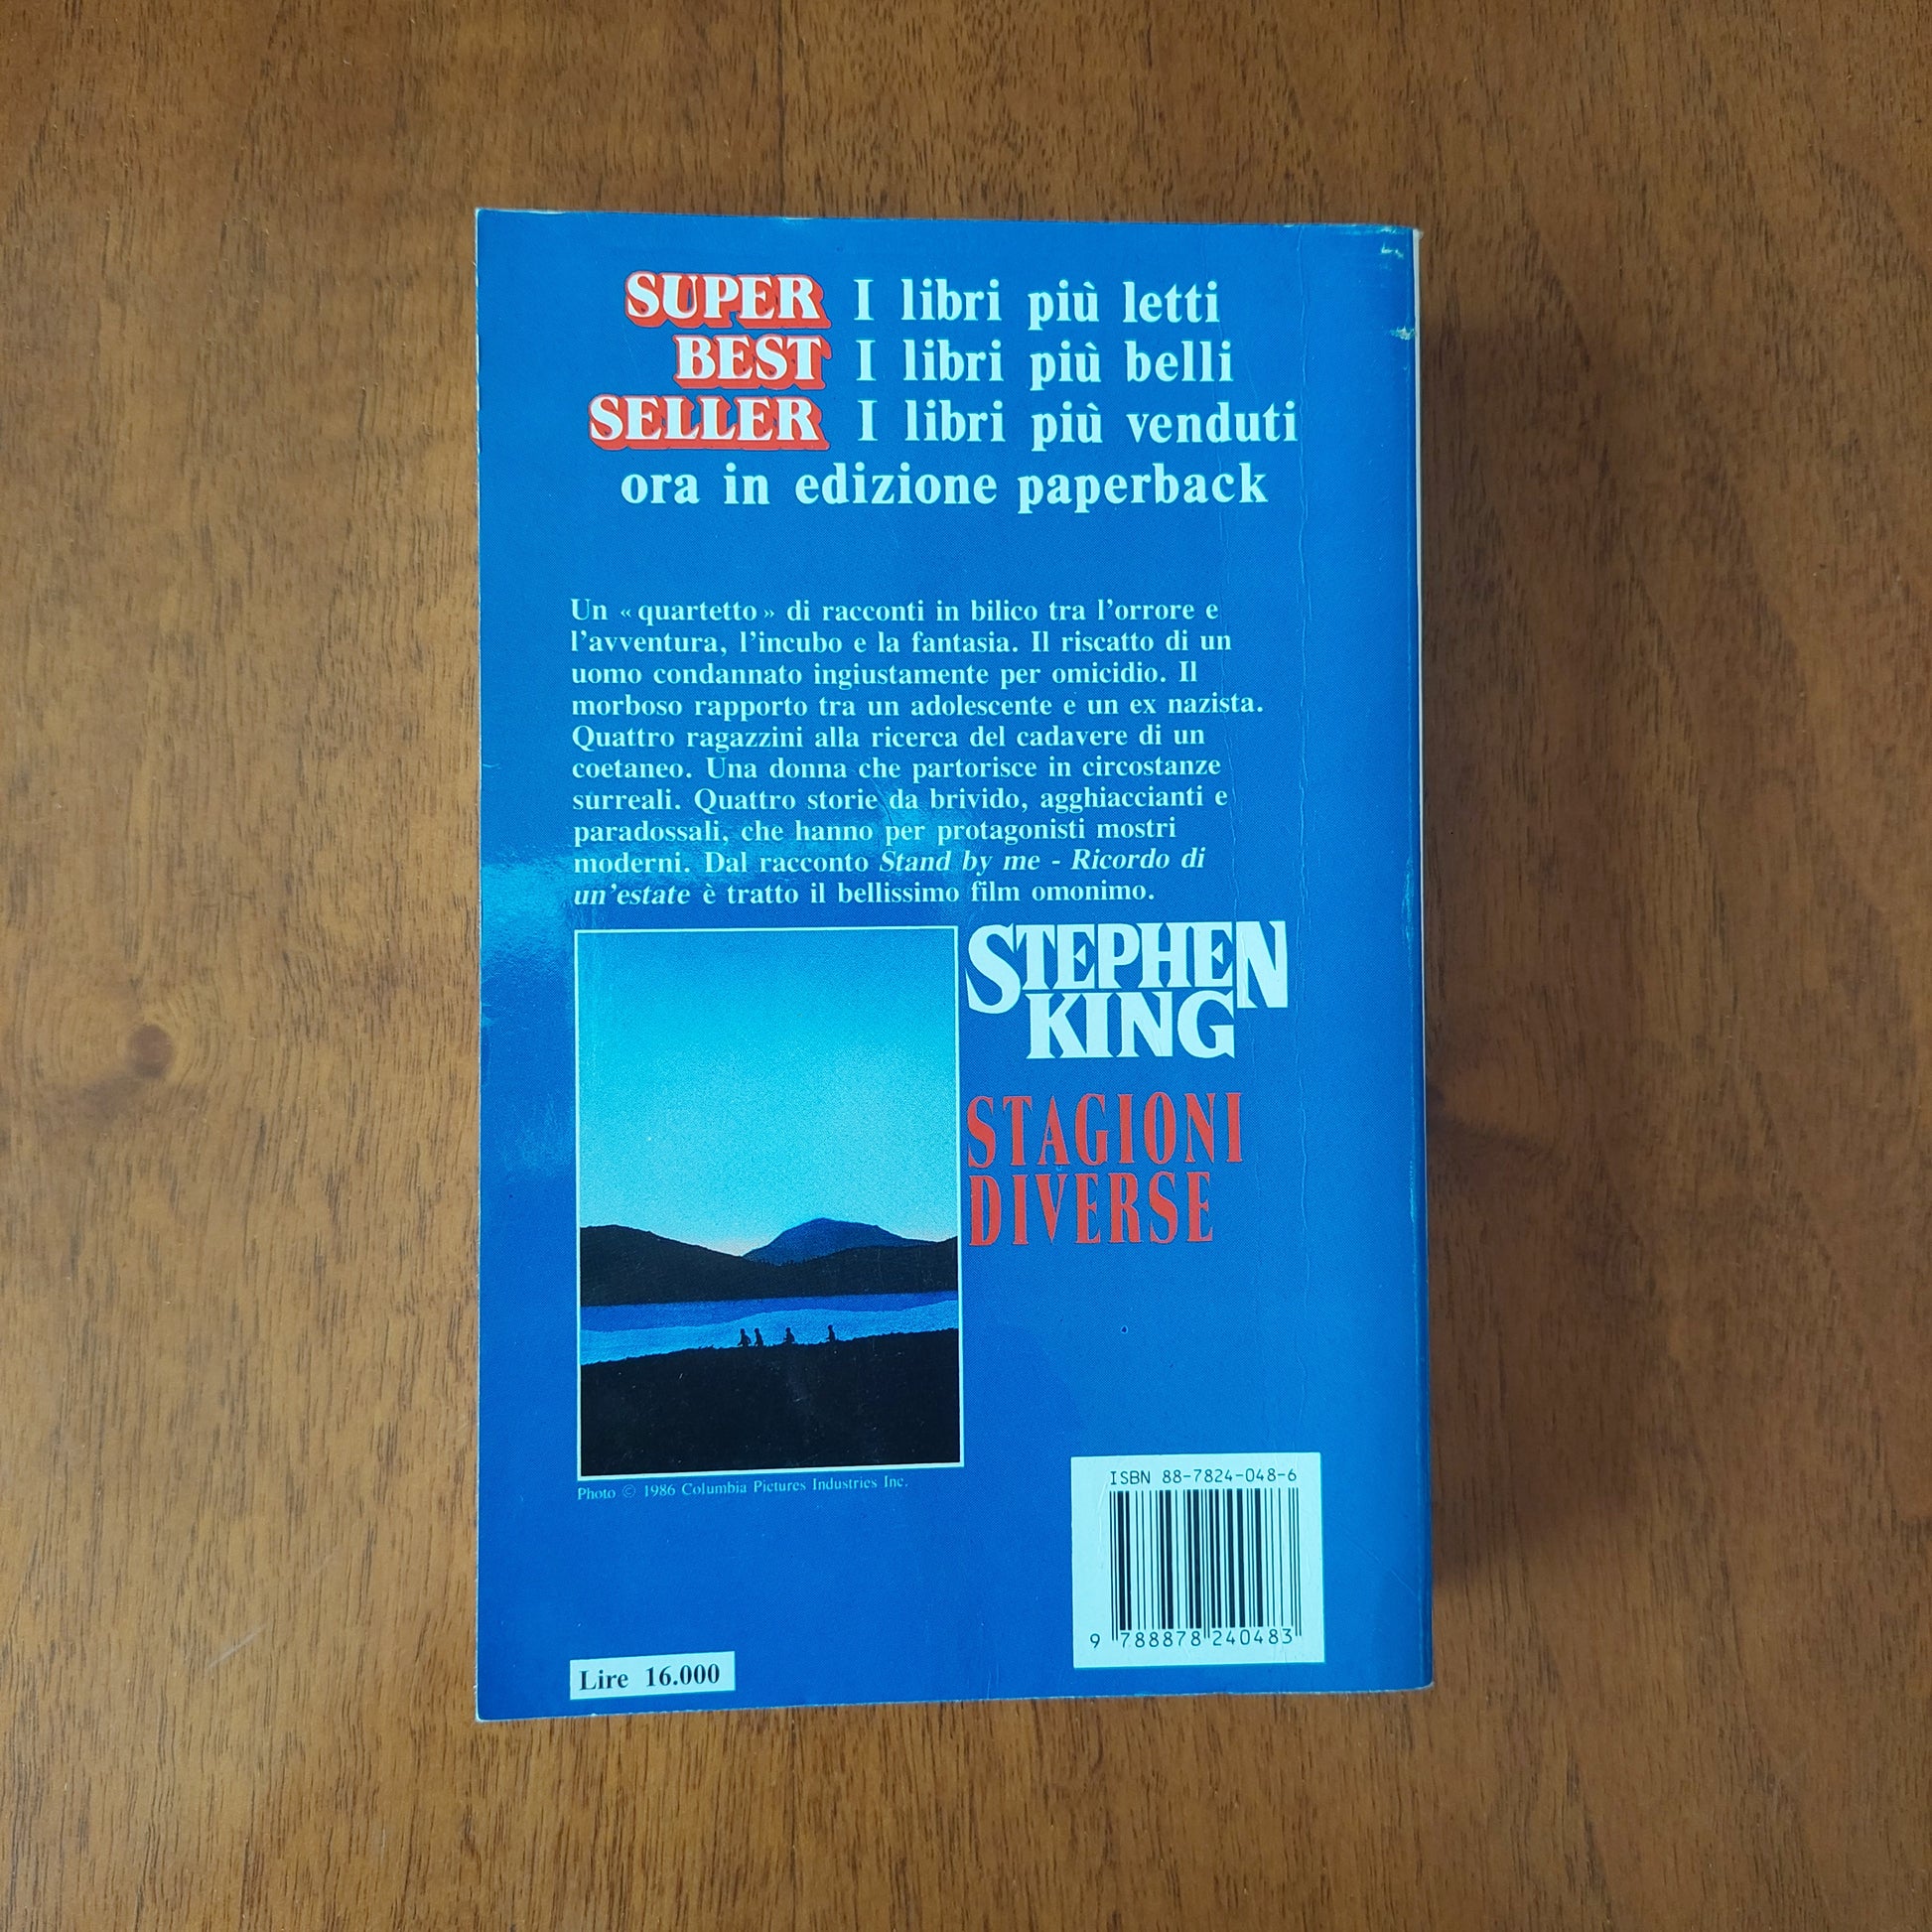 SUPER I libri più letti
BEST I libri più belli
SELLER I libri più venduti
ora in edizione paperback
Un «quartetto» di racconti in bilico tra l'orrore e
l'avventura, l'incubo e la fantasia. Il riscatto di un
uomo condannato ingiustamente per omicidio. Il
morboso rapporto tra un adolescente e un ex nazista.
Quattro ragazzini alla ricerca del cadavere di un
coetaneo. Una donna che partorisce in circostanze
surreali. Quattro storie da brivido, agghiaccianti e
paradossali, che hanno per protagonisti mostri
moderni. Dal racconto Stand by me - Ricordo di
un'estate è tratto il bellissimo film omonimo.
STEPHEN
KING
STAGIONI
DIVERSE
Photo © 1986 Columbia Pictures Industries Inc.
ISBN 88-7824-048-6
9 788878 240483
Lire 16.000